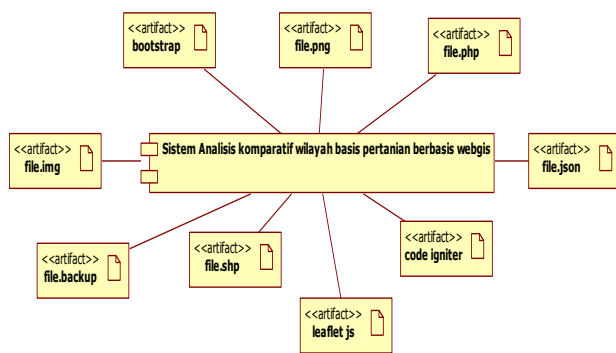 <<artifact>>
bootstrap
<<artifact>>
file.png
<<artifact>>
file.php
<<artifact>>
file.img
Sistem Analisis komparatif wilayah basis pertanian berbasis webgis
<<artifact>>
file.json
<<artifact>>
file.backup
<<artifact>>
file.shp
<<artifact>>
code igniter
<<artifact>>
leaflet js